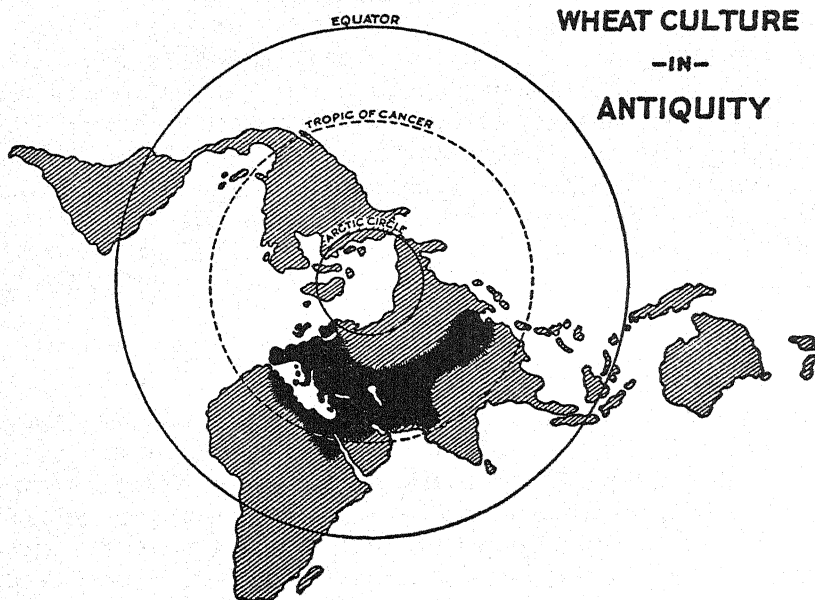 EQUATOR
WHEAT CULTURE
—IN—
ANTIQUITY
TROPIC OF CANCER
ARCTIC CIRCLE